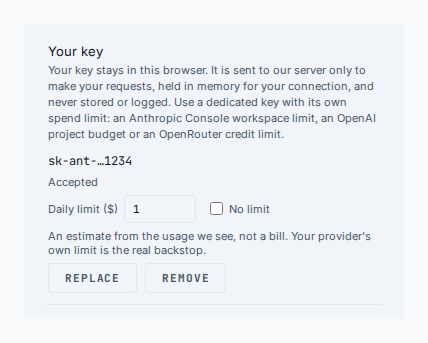 Your key
Your key stays in this browser. It is sent to our server only to
make your requests, held in memory for your connection, and
never stored or logged. Use a dedicated key with its own
spend limit: an Anthropic Console workspace limit, an OpenAI
project budget or an OpenRouter credit limit.
sk-ant-…1234
Accepted
Daily limit ($) 1 No limit
An estimate from the usage we see, not a bill. Your provider's
own limit is the real backstop.
REPLACE REMOVE